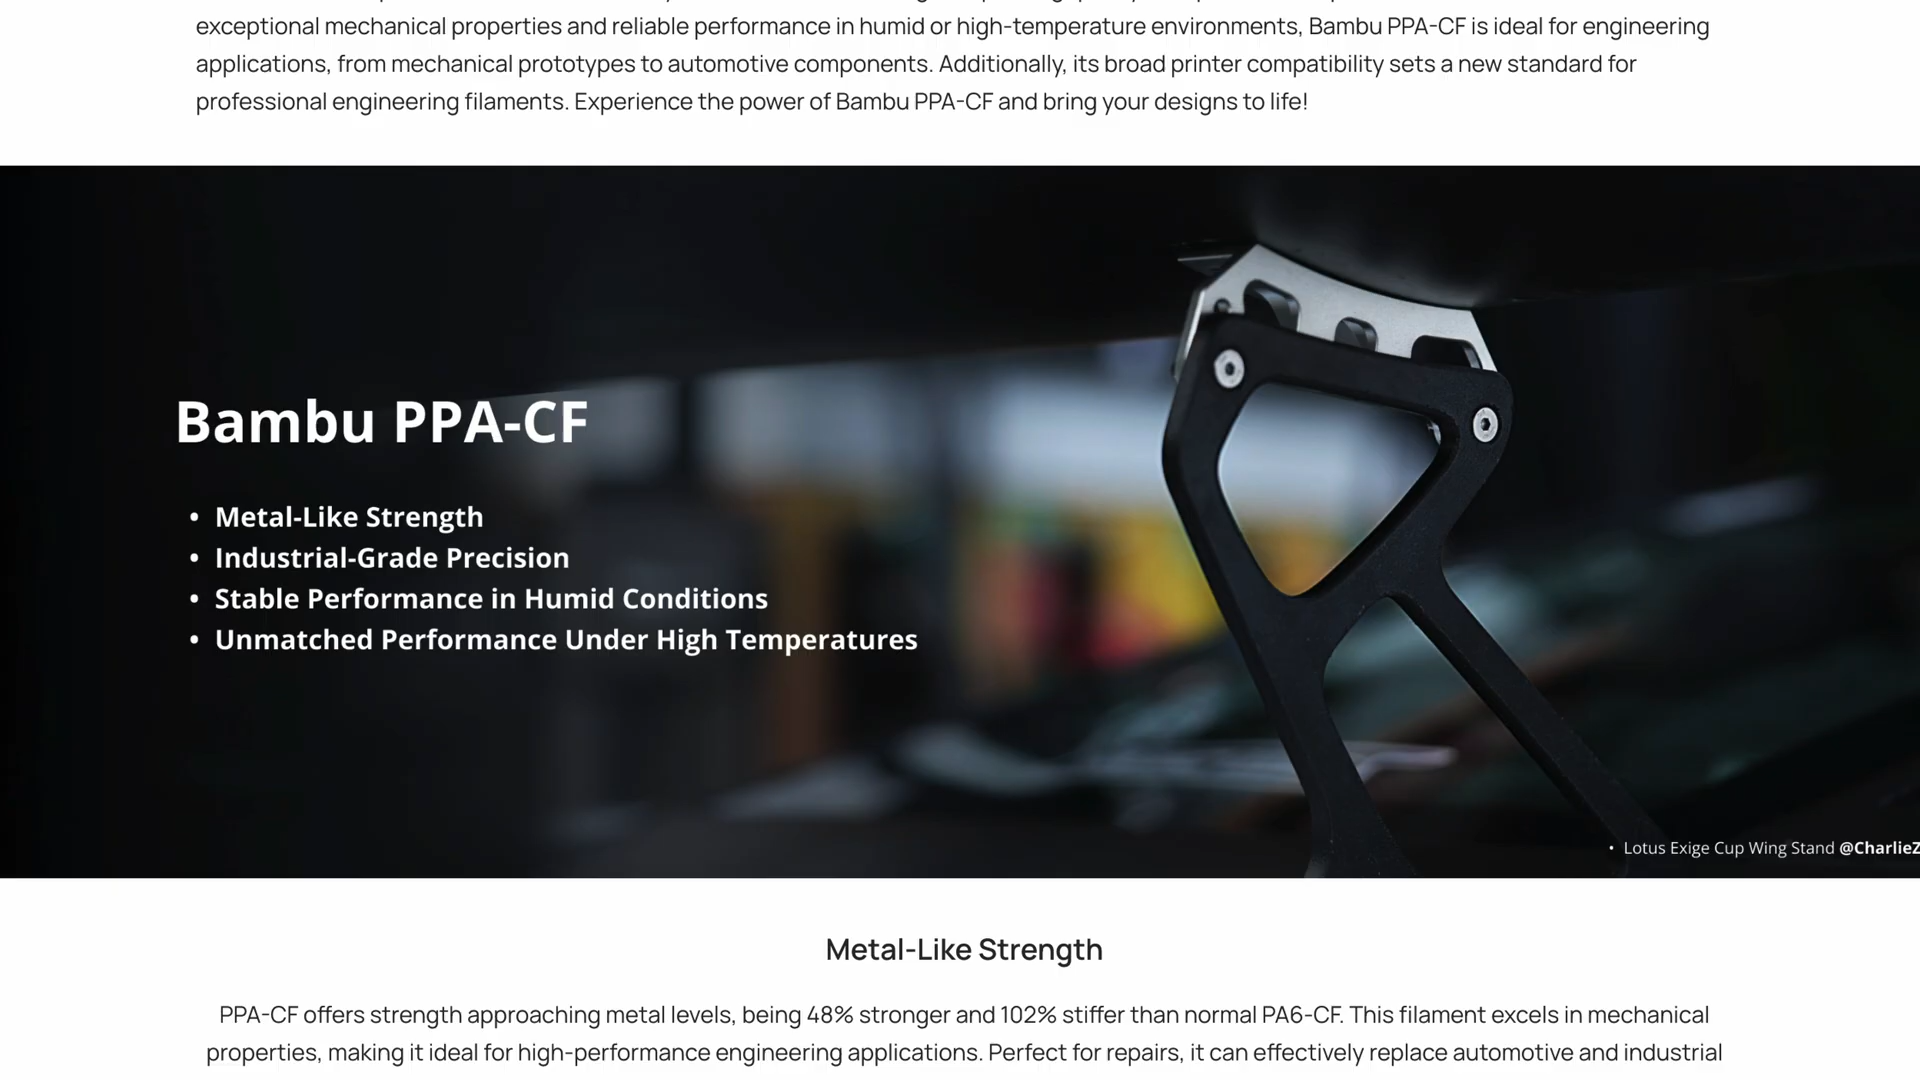 exceptional mechanical properties and reliable performance in humid or high-temperature environments, Bambu PPA-CF is ideal for engineering
applications, from mechanical prototypes to automotive components. Additionally, its broad printer compatibility sets a new standard for
professional engineering filaments. Experience the power of Bambu PPA-CF and bring your designs to life!
Bambu PPA-CF
• Metal-Like Strength
• Industrial-Grade Precision
• Stable Performance in Humid Conditions
• Unmatched Performance Under High Temperatures
• Lotus Exige Cup Wing Stand @CharlieZ
Metal-Like Strength
PPA-CF offers strength approaching metal levels, being 48% stronger and 102% stiffer than normal PA6-CF. This filament excels in mechanical
properties, making it ideal for high-performance engineering applications. Perfect for repairs, it can effectively replace automotive and industrial